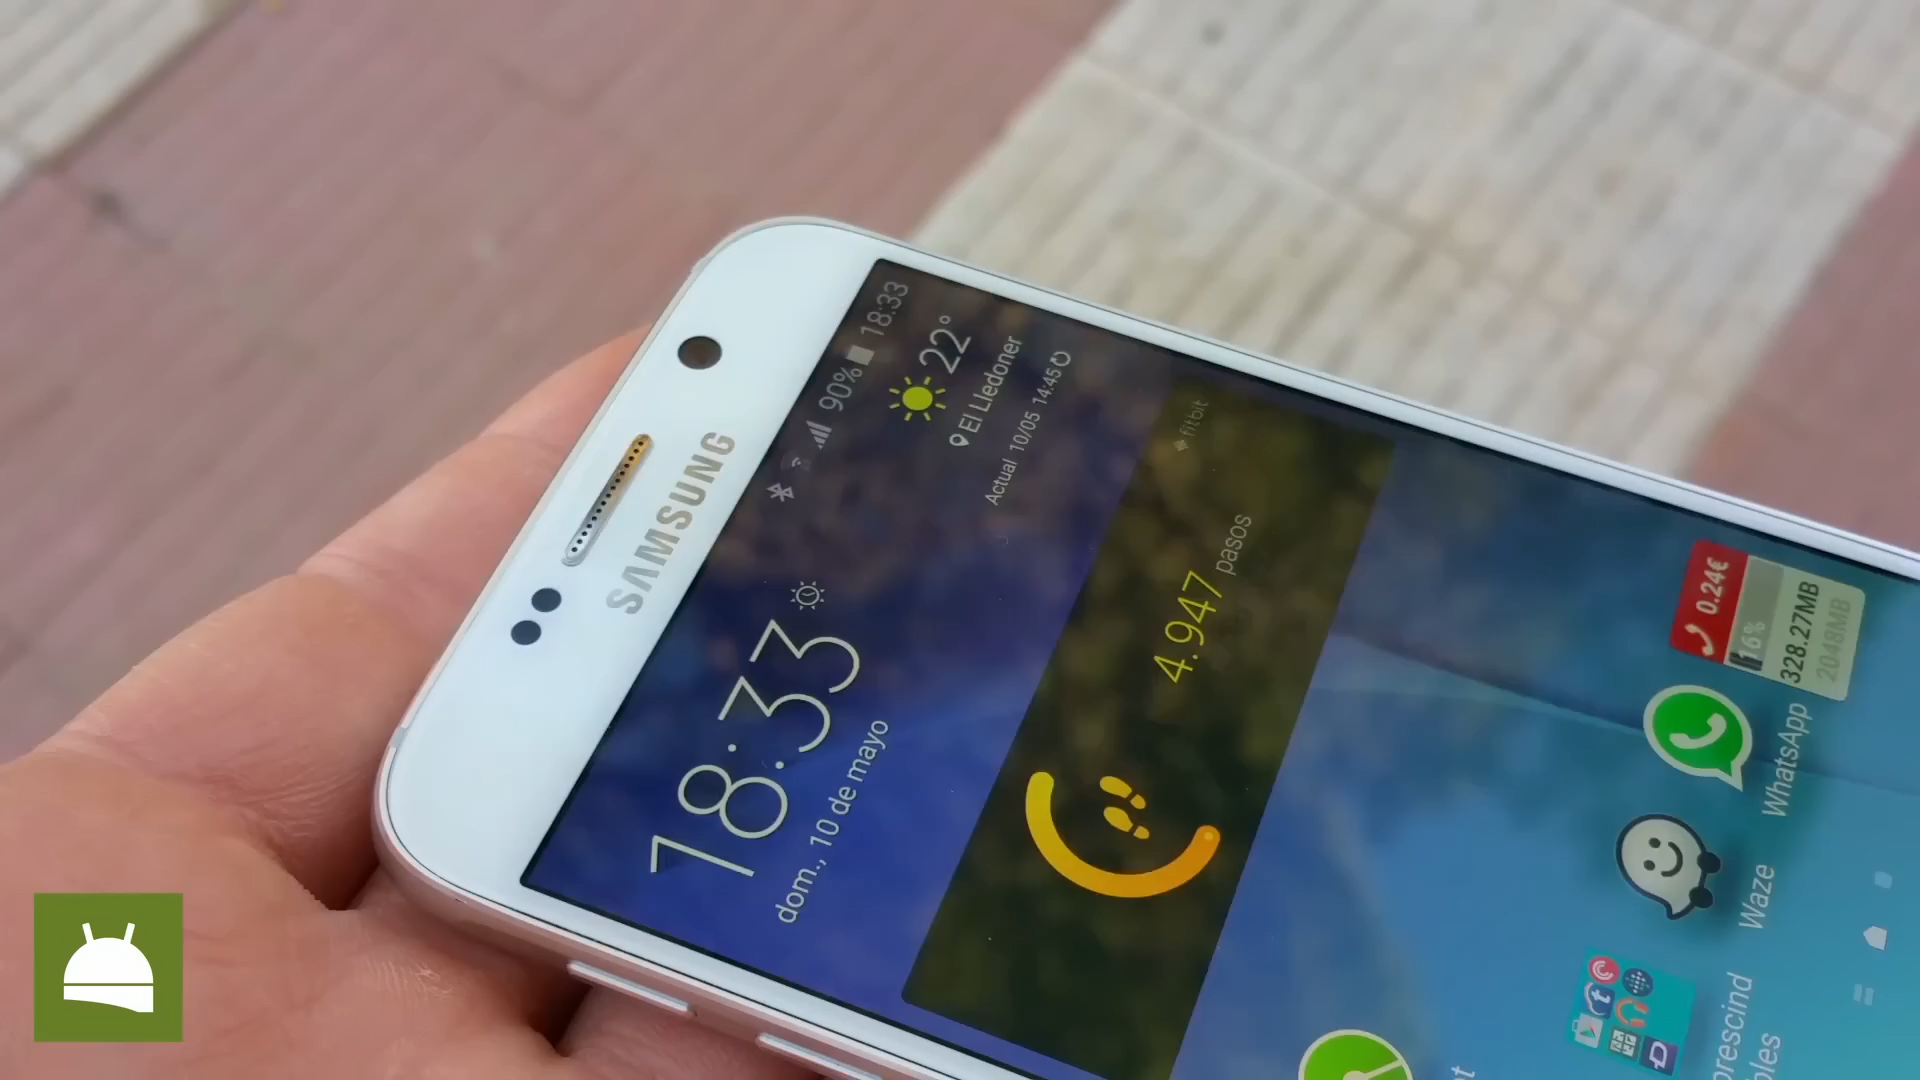 SAMSUNG
90% 18:33
18:33
dom., 10 de mayo
22°
El Lledoner
Actual 10/05 14:45
fitbit
4.947 pasos
0.24€
16%
328.27MB
2048MB
WhatsApp
Waze